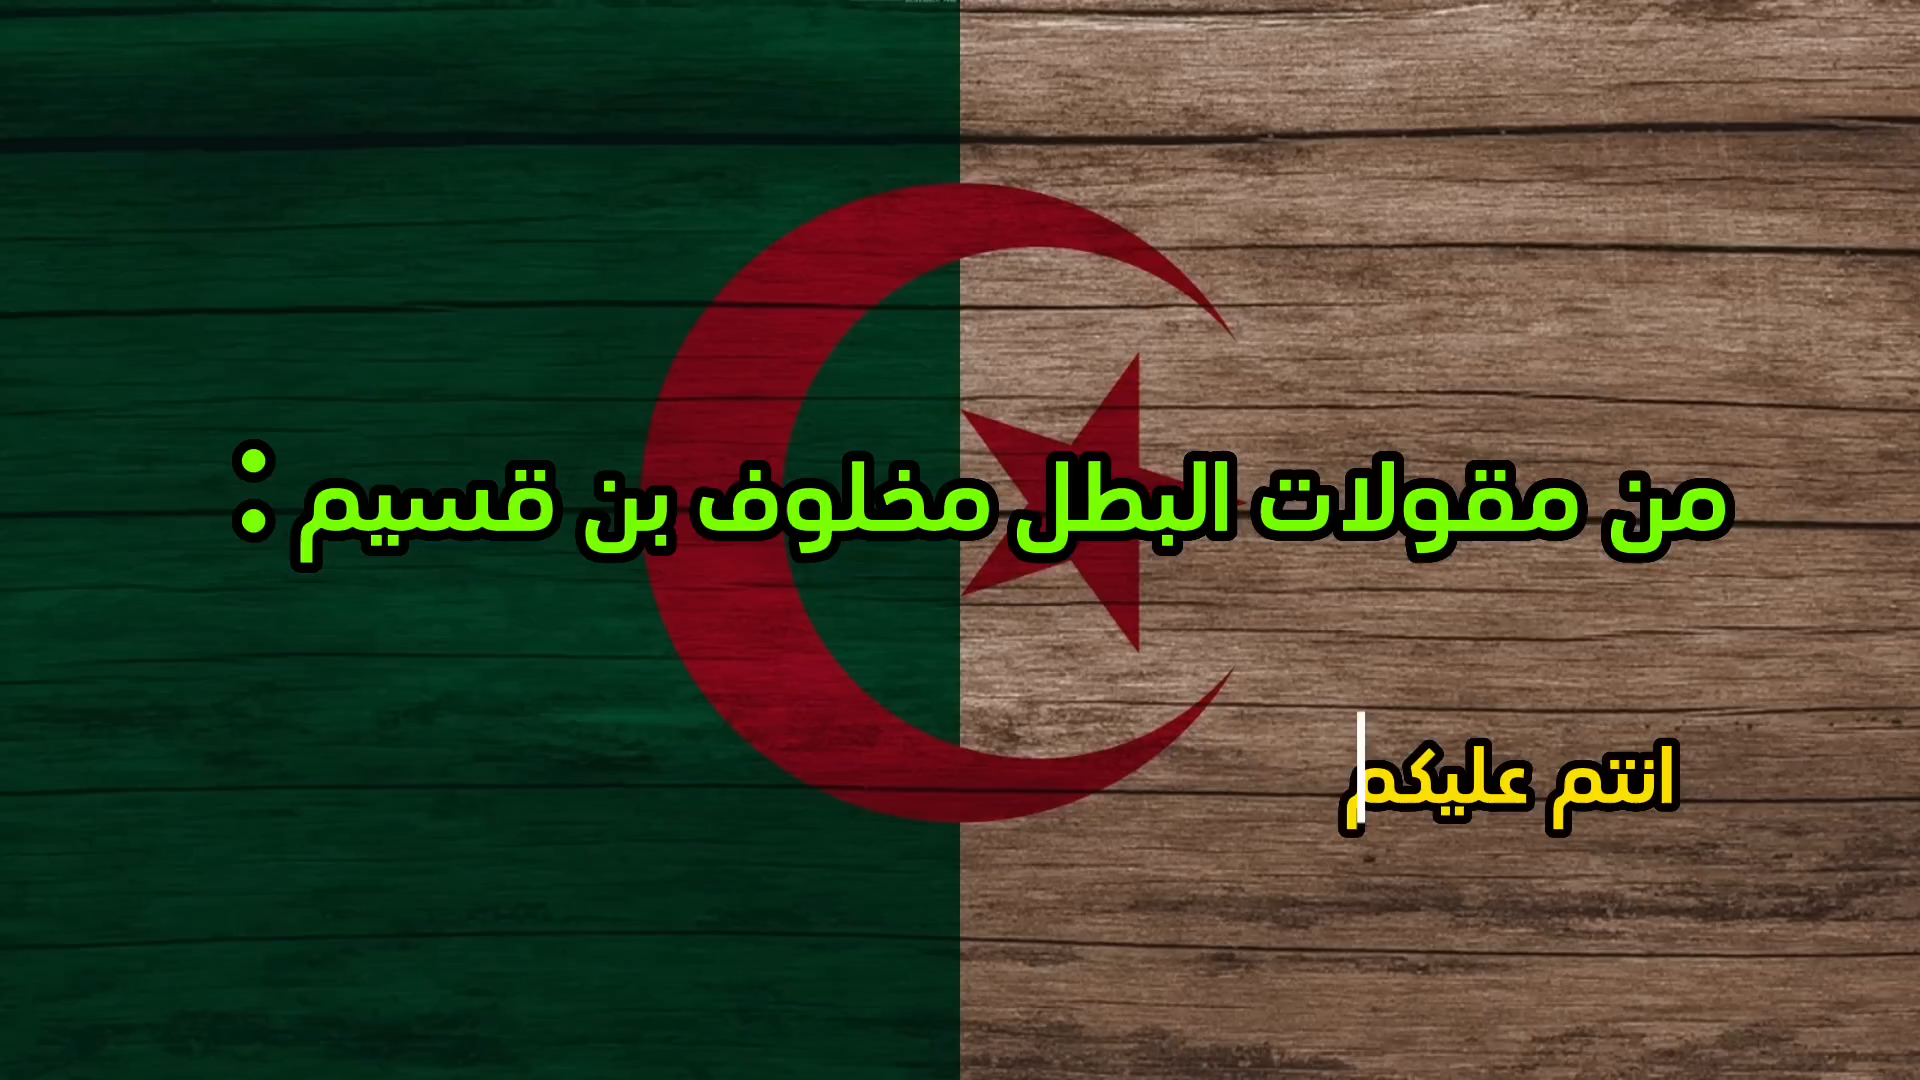 من مقولات البطل مخلوف بن قسيم :
انتم عليكم